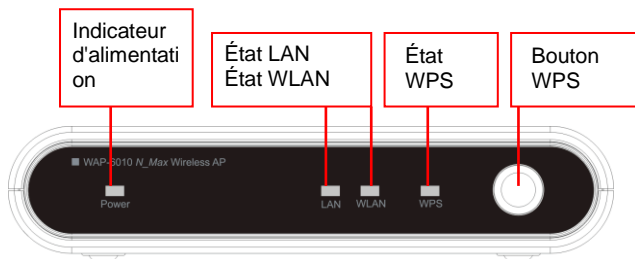 Indicateur
d'alimentati
on
État LAN
État WLAN
État
WPS
Bouton
WPS
WAP-6010 N_Max Wireless AP
Power
LAN
WLAN
WPS